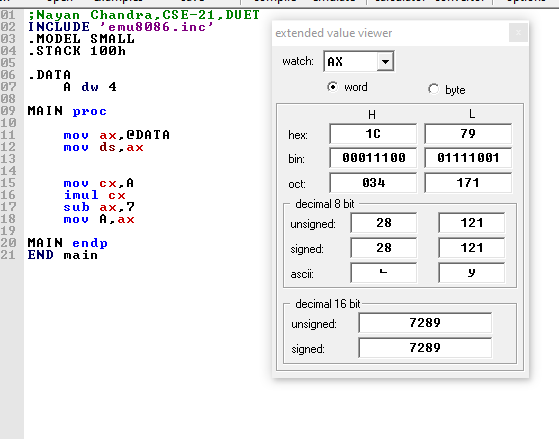 01 ;Nayan Chandra,CSE-21,DUET
02 INCLUDE 'emu8086.inc'
03 .MODEL SMALL
04 .STACK 100h
05
06 .DATA
07 A dw 4
08
09 MAIN proc
10
11 mov ax,@DATA
12 mov ds,ax
13
14
15 mov cx,A
16 imul cx
17 sub ax,7
18 mov A,ax
19
20 MAIN endp
21 END main
extended value viewer
watch: AX
word byte
H L
hex: 1C 79
bin: 00011100 01111001
oct: 034 171
decimal 8 bit
unsigned: 28 121
signed: 28 121
ascii: y
decimal 16 bit
unsigned: 7289
signed: 7289